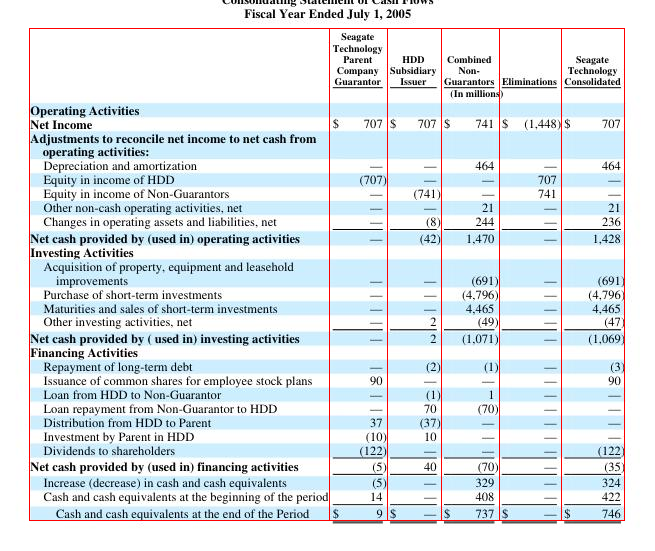 Consolidating Statement of Cash Flows
Fiscal Year Ended July 1, 2005
Seagate
Technology
Parent
Company
Guarantor
HDD
Subsidiary
Issuer
Combined
Non-
Guarantors
Eliminations
Seagate
Technology
Consolidated
(In millions)
Operating Activities
Net Income $ 707 $ 707 $ 741 $ (1,448) $ 707
Adjustments to reconcile net income to net cash from
operating activities:
Depreciation and amortization — — 464 — 464
Equity in income of HDD (707) — — 707 —
Equity in income of Non-Guarantors — (741) — 741 —
Other non-cash operating activities, net — — 21 — 21
Changes in operating assets and liabilities, net — (8) 244 — 236
Net cash provided by (used in) operating activities — (42) 1,470 — 1,428
Investing Activities
Acquisition of property, equipment and leasehold
improvements — — (691) — (691)
Purchase of short-term investments — — (4,796) — (4,796)
Maturities and sales of short-term investments — — 4,465 — 4,465
Other investing activities, net — 2 (49) — (47)
Net cash provided by ( used in) investing activities — 2 (1,071) — (1,069)
Financing Activities
Repayment of long-term debt — (2) (1) — (3)
Issuance of common shares for employee stock plans 90 — — — 90
Loan from HDD to Non-Guarantor — (1) 1 — —
Loan repayment from Non-Guarantor to HDD — 70 (70) — —
Distribution from HDD to Parent 37 (37) — — —
Investment by Parent in HDD (10) 10 — — —
Dividends to shareholders (122) — — — (122)
Net cash provided by (used in) financing activities (5) 40 (70) — (35)
Increase (decrease) in cash and cash equivalents (5) — 329 — 324
Cash and cash equivalents at the beginning of the period 14 — 408 — 422
Cash and cash equivalents at the end of the Period $ 9 $ — $ 737 $ — $ 746